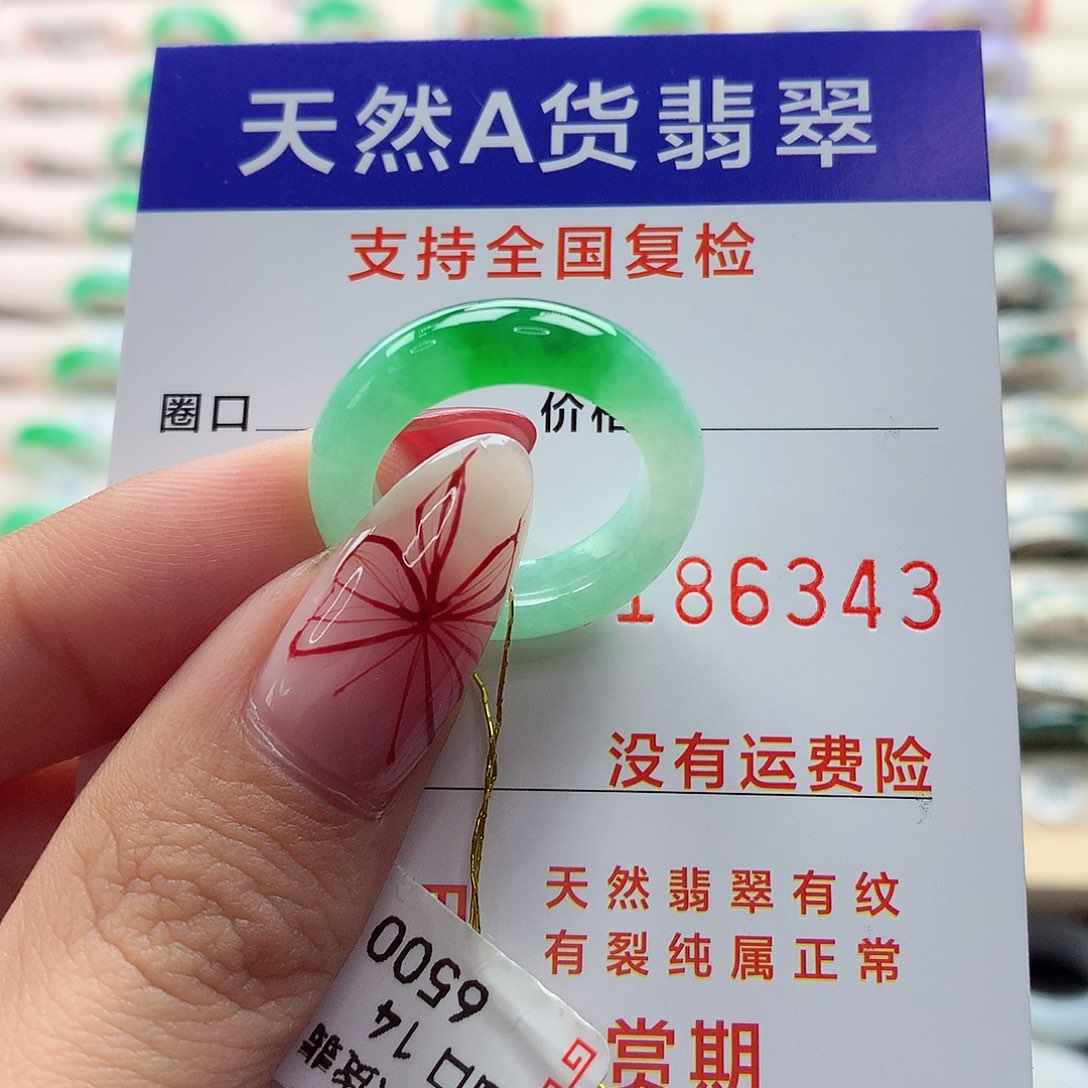 天然A货翡翠
支持全国复检
圈口 价格
186343
没有运费险
天然翡翠有纹
有裂纯属正常
赏期
6500
口 14